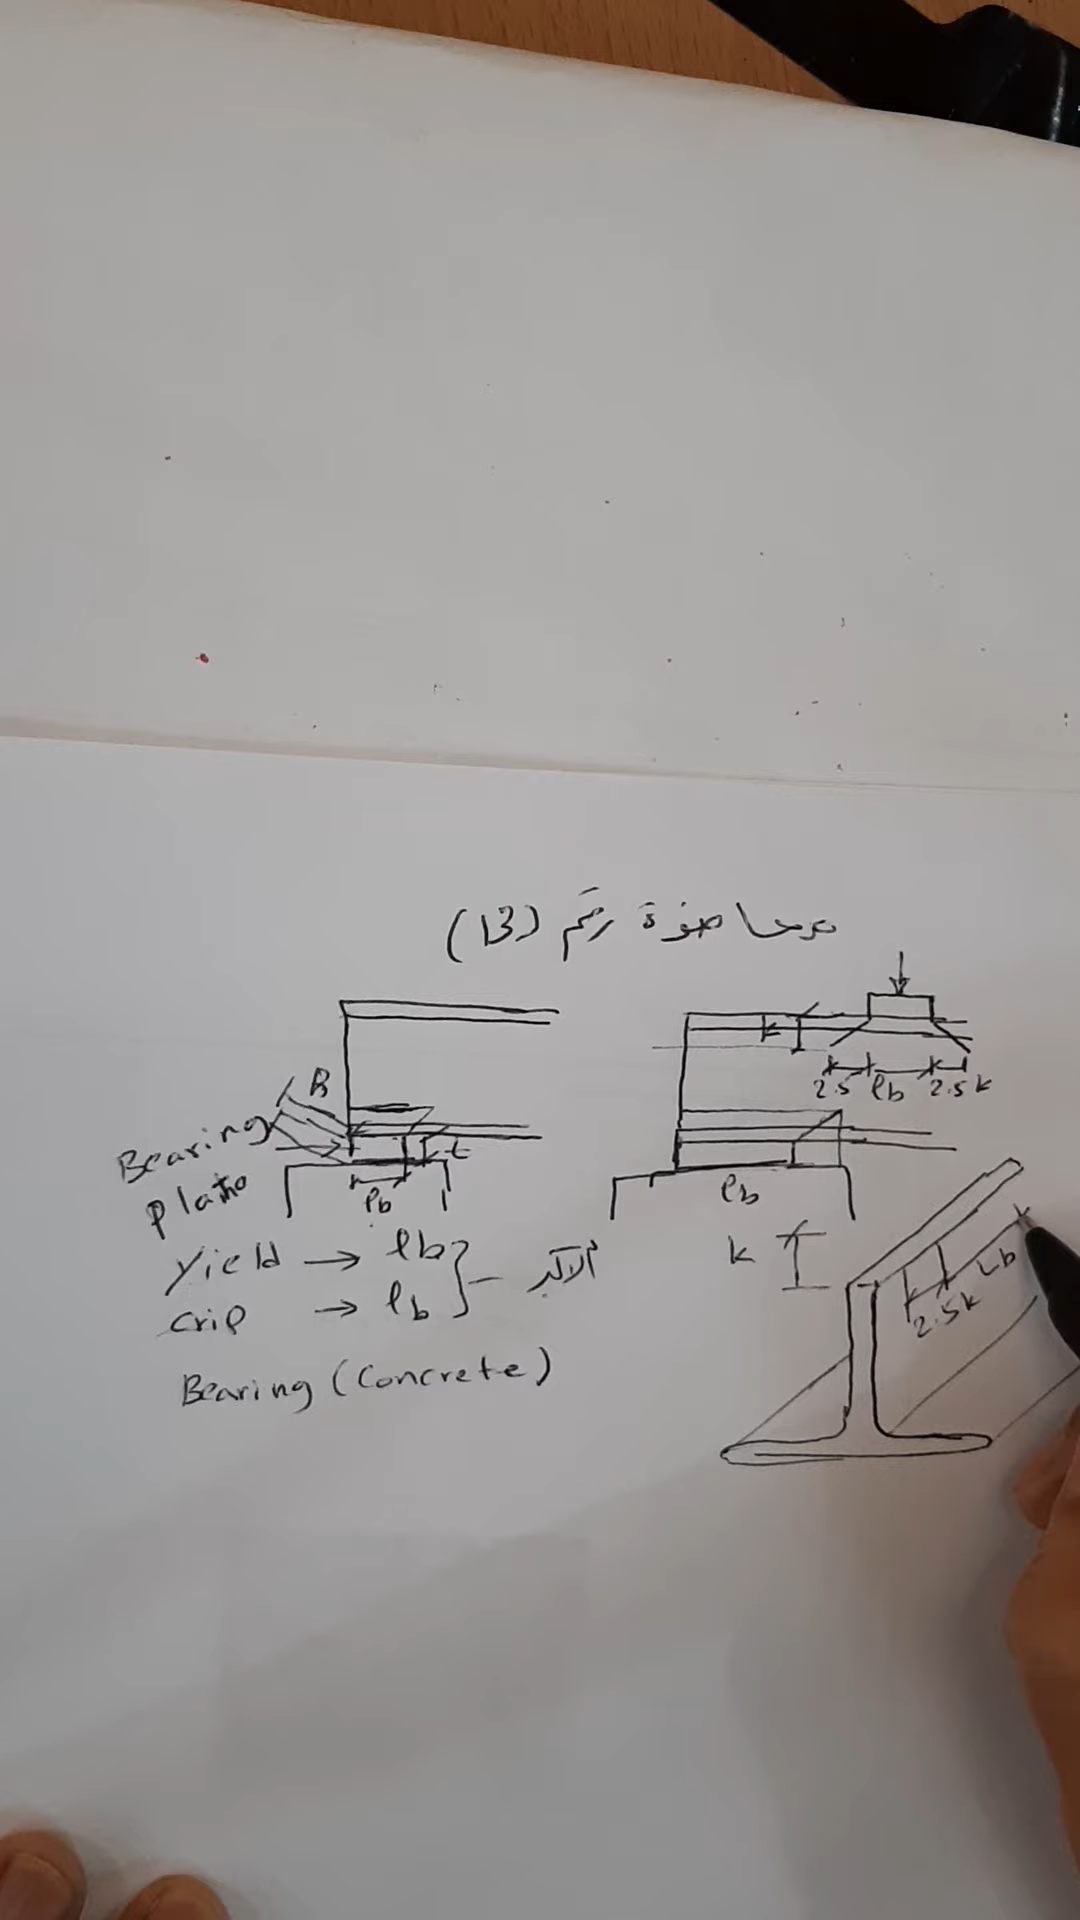 محاضرة رقم (13)
B
Bearing
plate
t
lb
k
2.5 lb 2.5k
lb
yield → lb
crip → lb
الأكبر
Bearing (Concrete)
k
2.5k
Lb